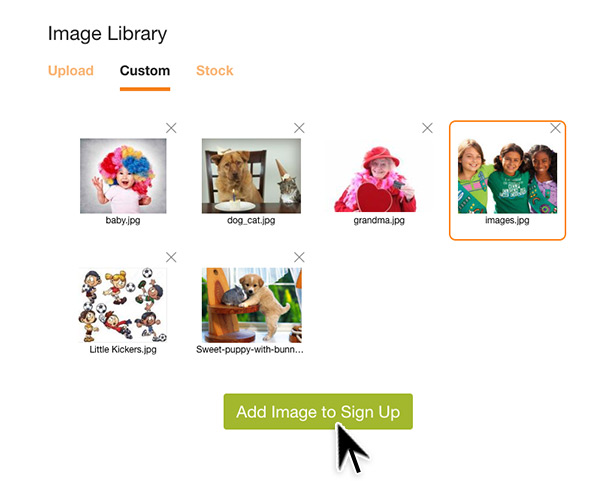 Image Library
Upload Custom Stock
baby.jpg dog_cat.jpg grandma.jpg images.jpg
Little Kickers.jpg Sweet-puppy-with-bunn...
Add Image to Sign Up